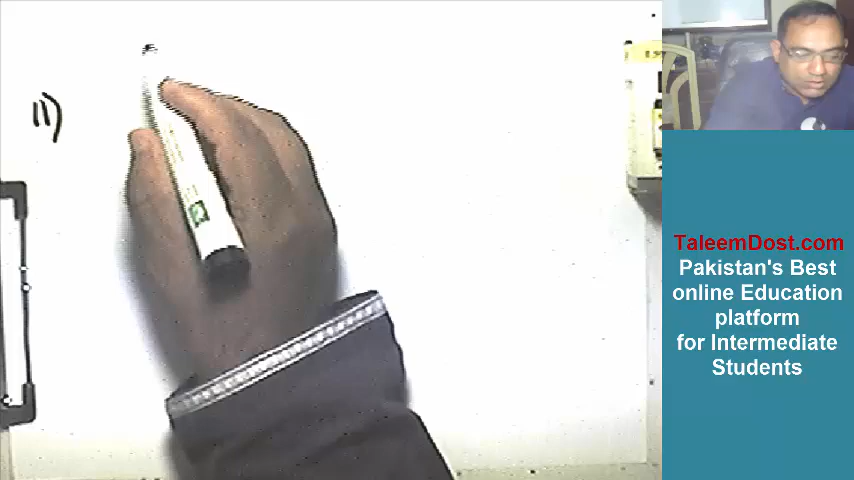 ii)
TaleemDost.com
Pakistan's Best
online Education
platform
for Intermediate
Students